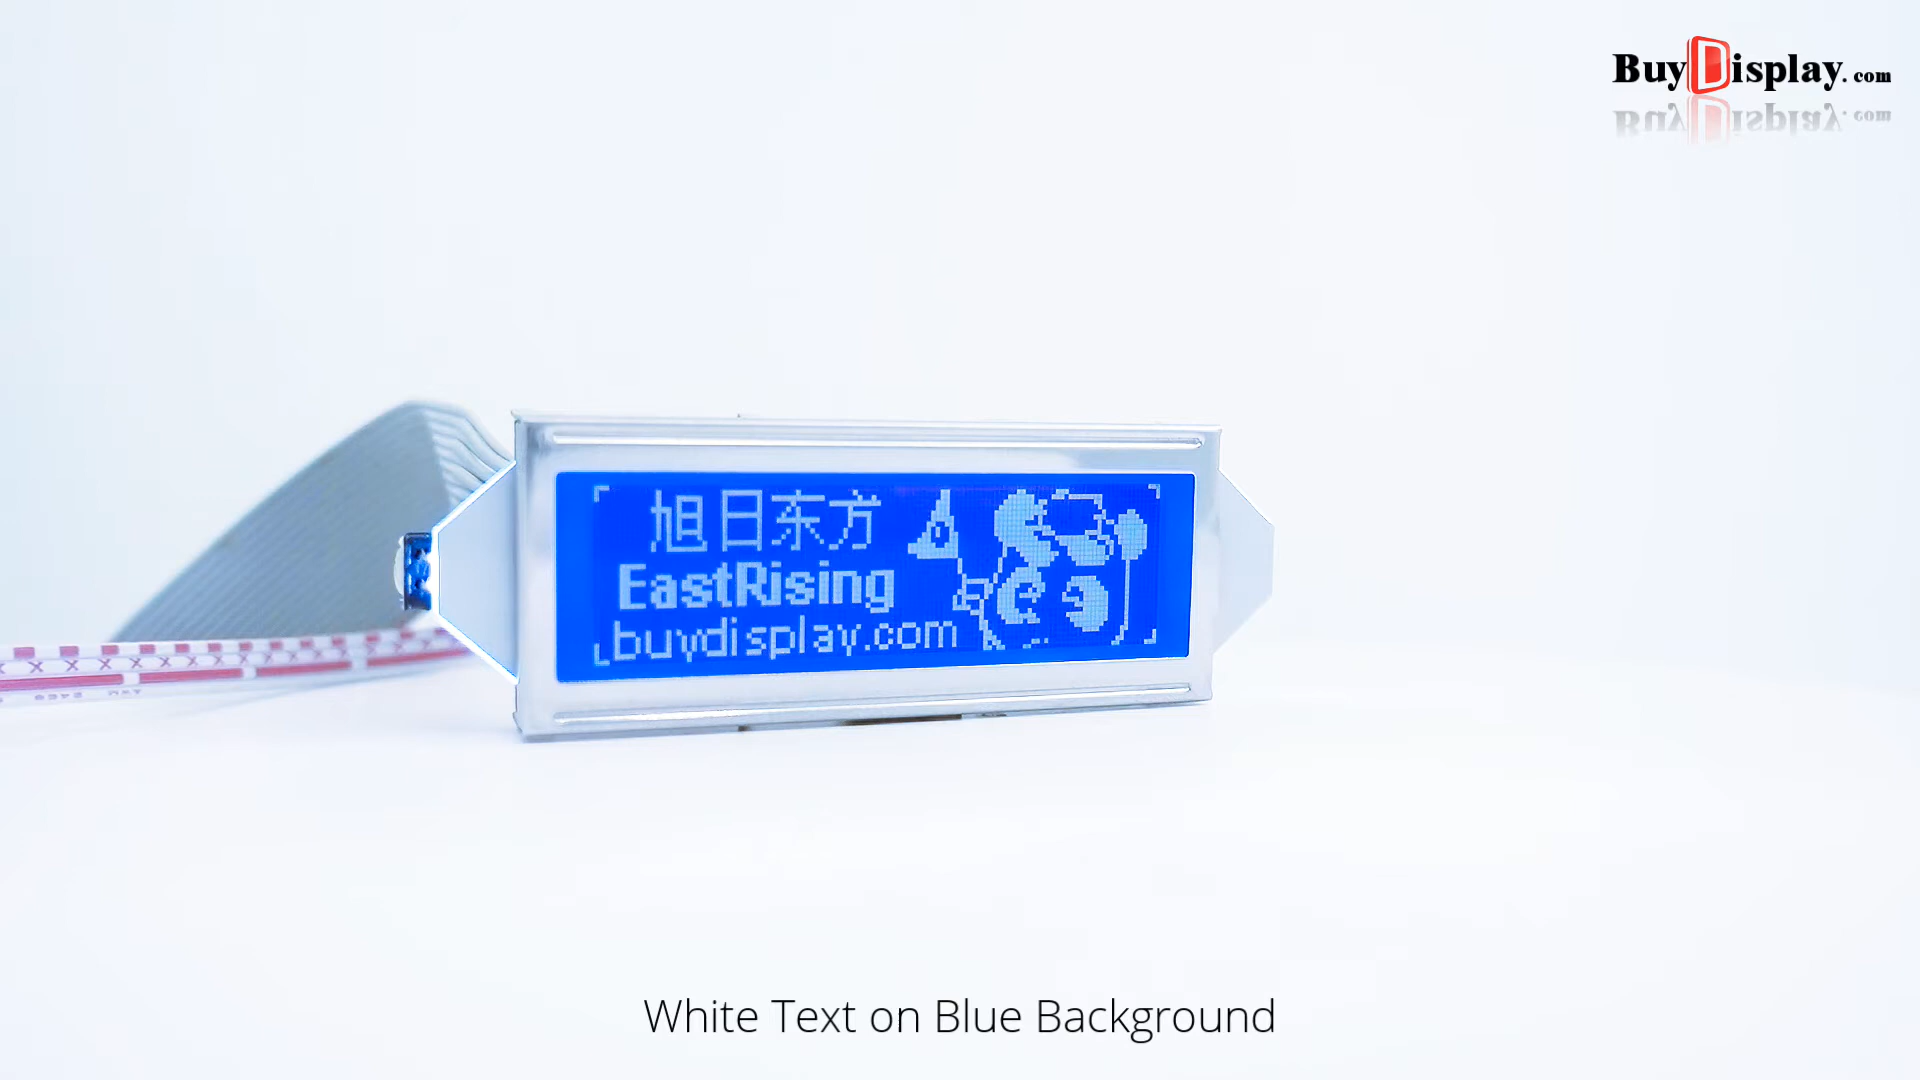 BuyDisplay.com
旭日东方
EastRising
buydisplay.com
White Text on Blue Background